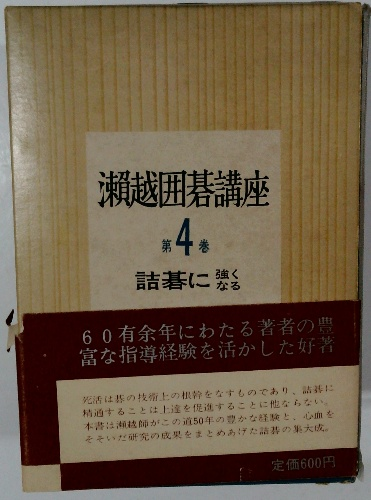 瀬越囲碁講座
第4巻
詰碁に強くなる
60有余年にわたる著者の豊
富な指導経験を活かした好著
死活は碁の技術上の根幹をなすものであり、詰碁に
精通することは上達を促進することに他ならない。
本書は瀬越師がこの道50年の豊かな経験と、心血を
そそいだ研究の成果をまとめあげた詰碁の集大成。
定価600円